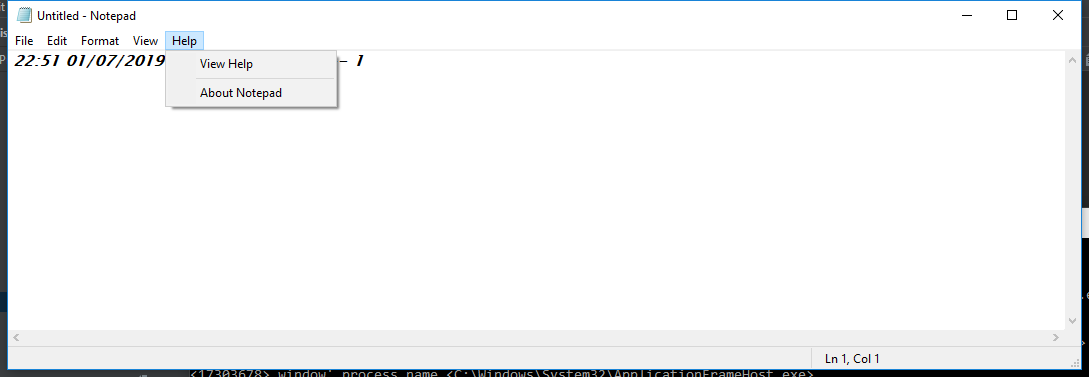 Untitled - Notepad
File Edit Format View Help
22:51 01/07/2019 - 1
View Help
About Notepad
Ln 1, Col 1
<17303678> window' process name <C:\Windows\System32\ApplicationFrameHost.exe>